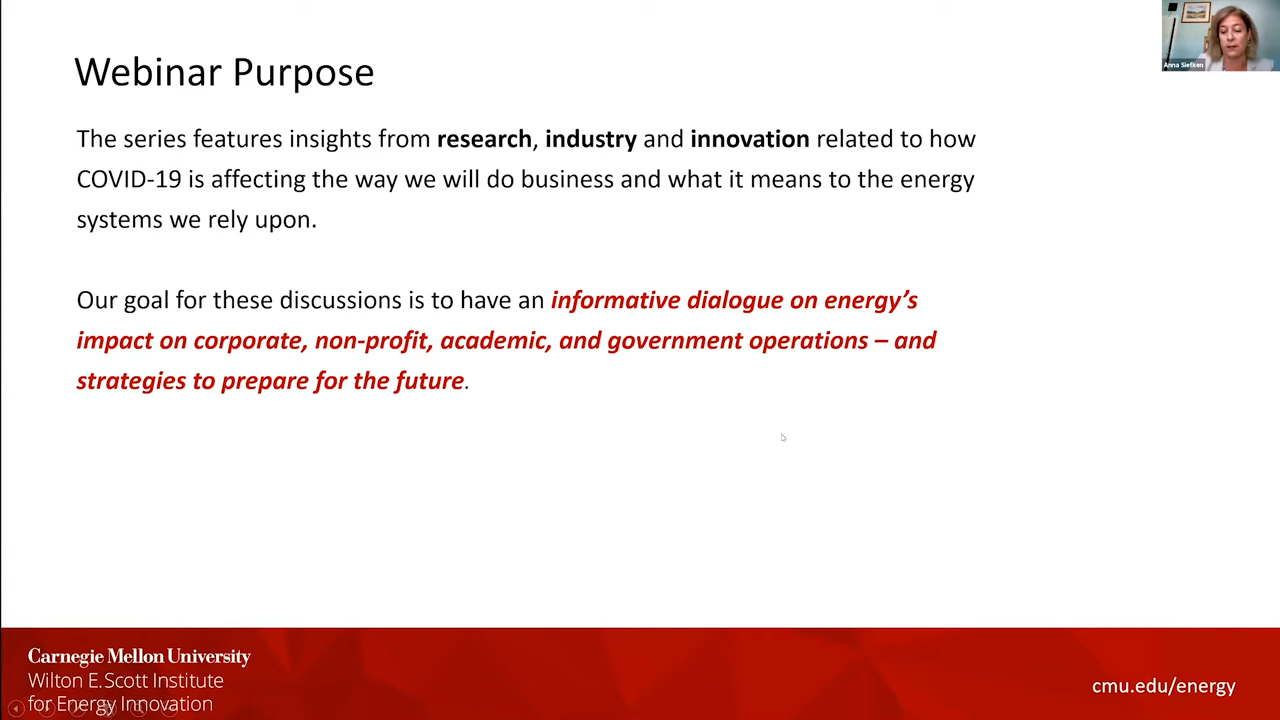 Webinar Purpose
Anna Siefken
The series features insights from research, industry and innovation related to how
COVID-19 is affecting the way we will do business and what it means to the energy
systems we rely upon.
Our goal for these discussions is to have an informative dialogue on energy’s
impact on corporate, non-profit, academic, and government operations – and
strategies to prepare for the future.
Carnegie Mellon University
Wilton E. Scott Institute
for Energy Innovation
cmu.edu/energy